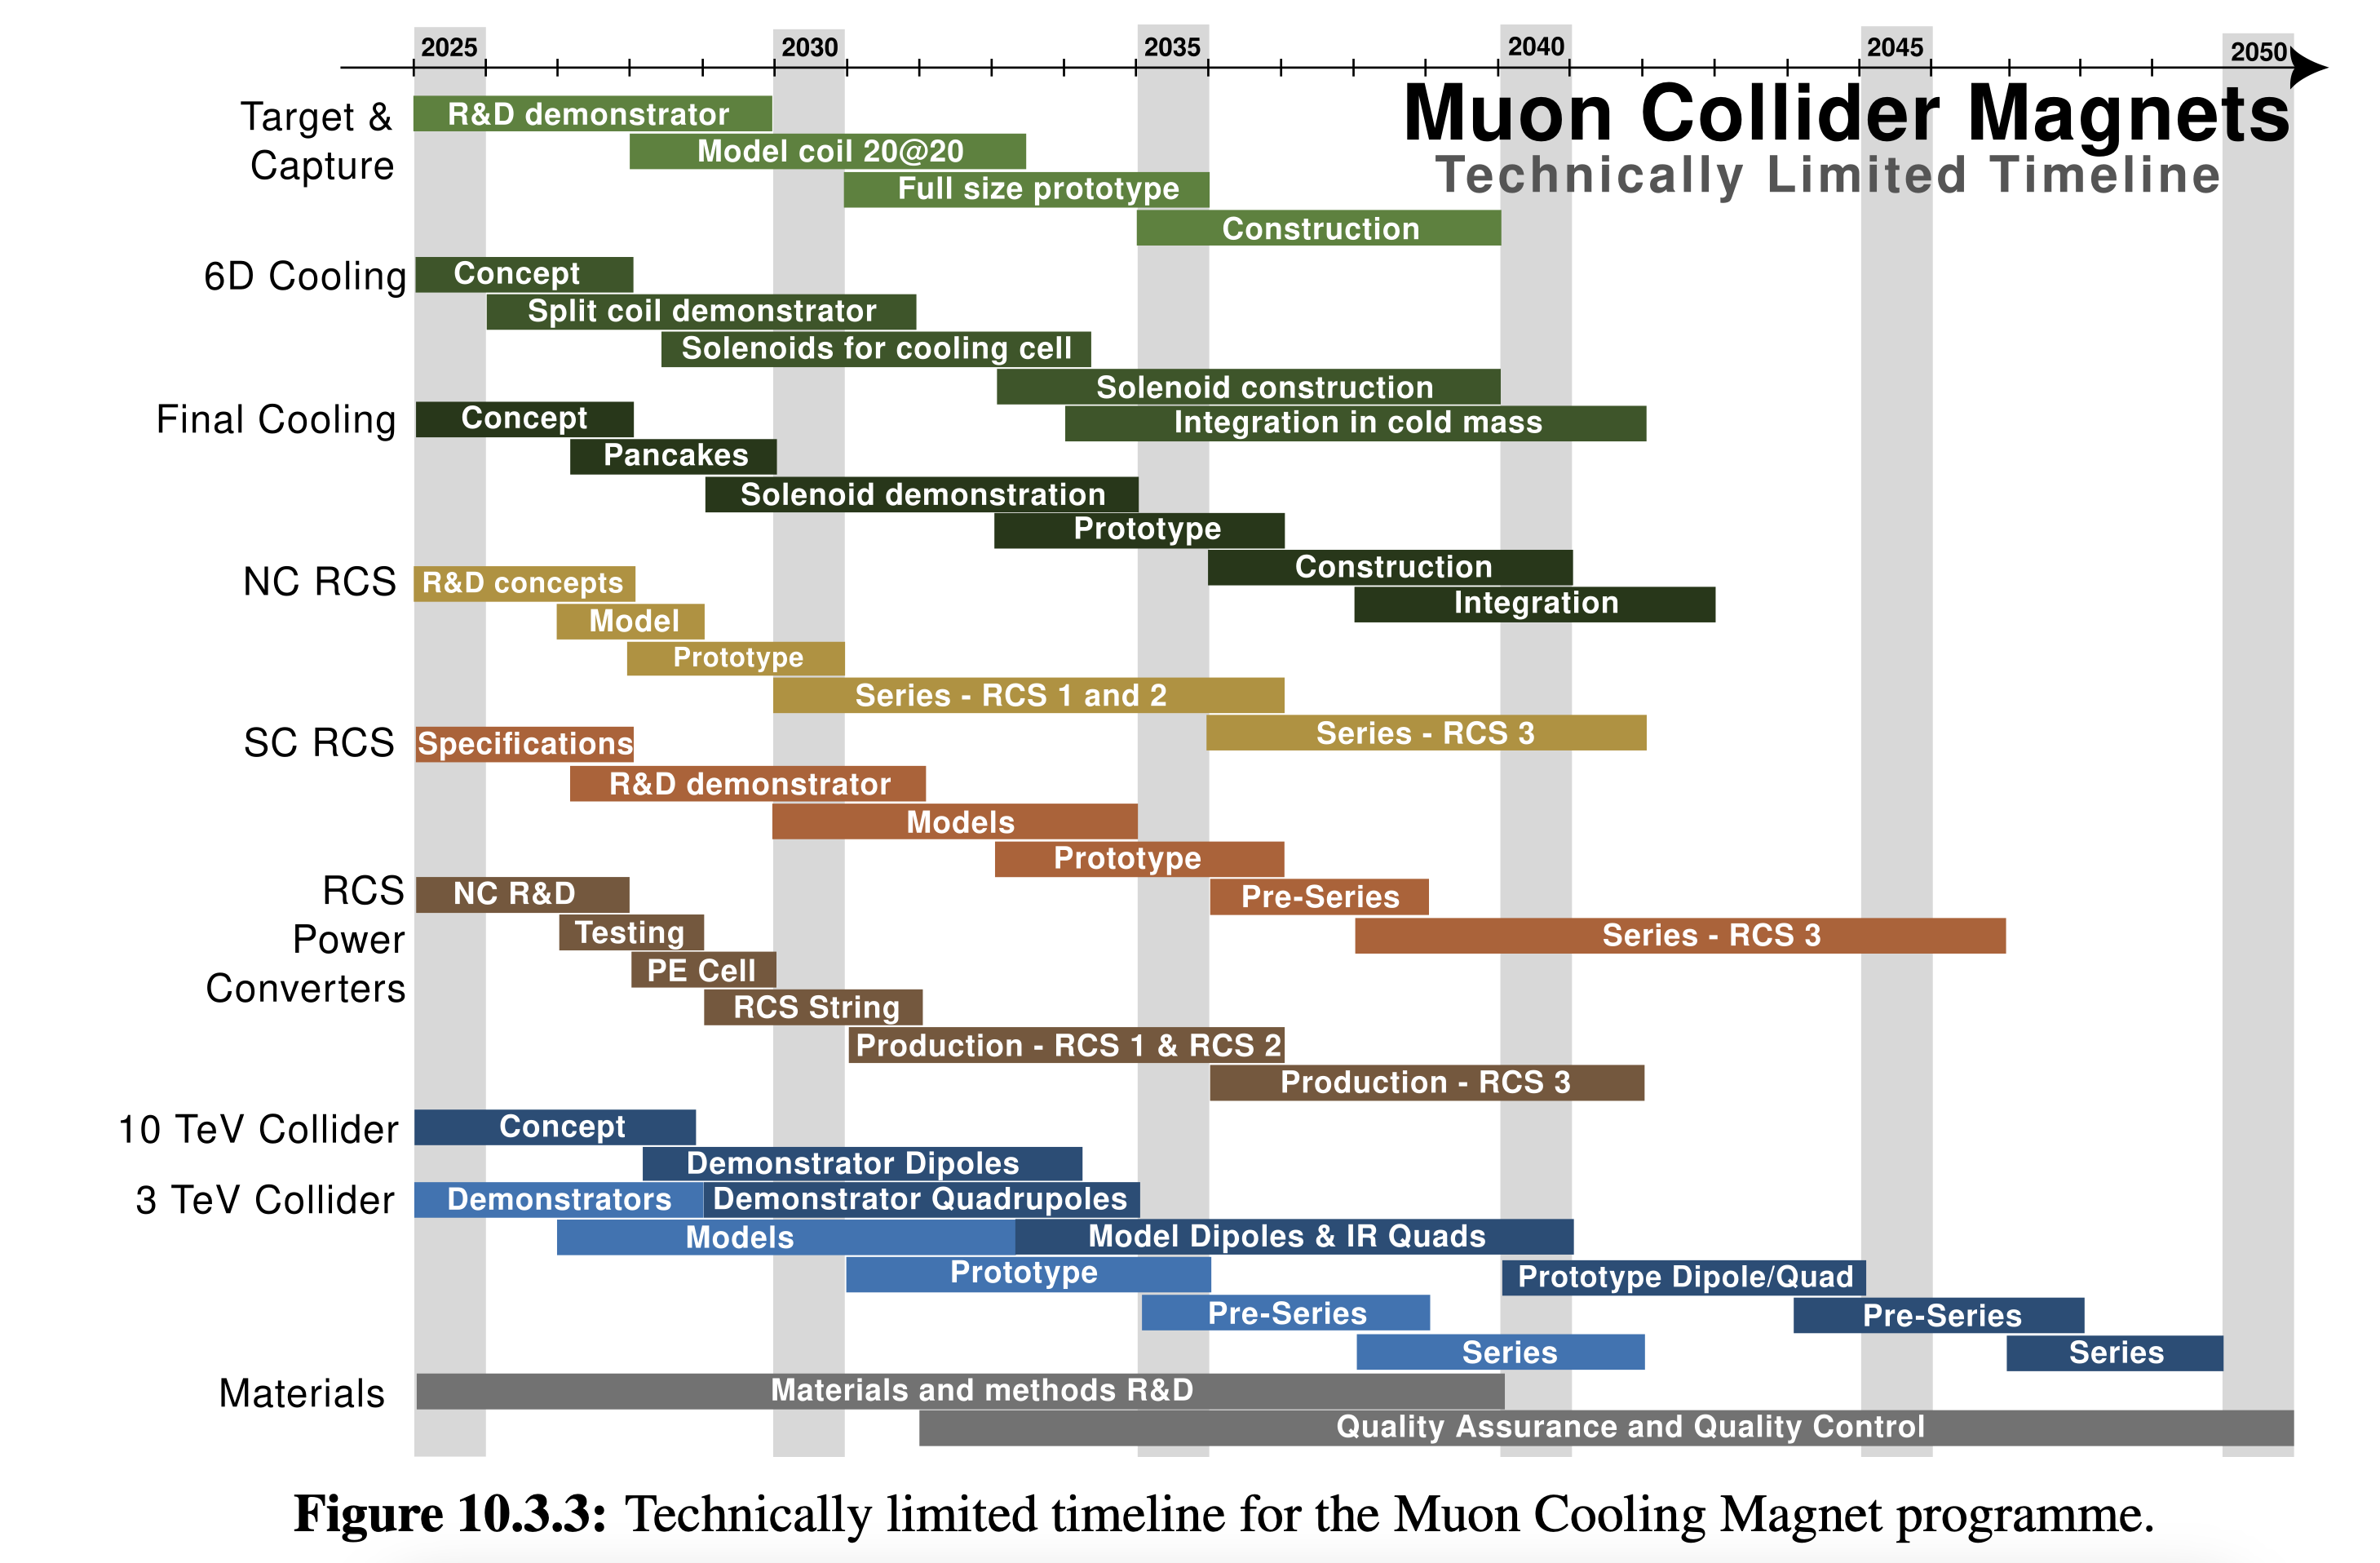 2025 2030 2035 2040 2045 2050
Muon Collider Magnets
Technically Limited Timeline
Target &
Capture
R&D demonstrator
Model coil 20@20
Full size prototype
Construction
6D Cooling
Concept
Split coil demonstrator
Solenoids for cooling cell
Solenoid construction
Integration in cold mass
Final Cooling
Concept
Pancakes
Solenoid demonstration
Prototype
Construction
Integration
NC RCS
R&D concepts
Model
Prototype
Series - RCS 1 and 2
Series - RCS 3
SC RCS
Specifications
R&D demonstrator
Models
Prototype
Pre-Series
Series - RCS 3
RCS
Power
Converters
NC R&D
Testing
PE Cell
RCS String
Production - RCS 1 & RCS 2
Production - RCS 3
10 TeV Collider
Concept
Demonstrator Dipoles
Demonstrator Quadrupoles
Model Dipoles & IR Quads
Prototype Dipole/Quad
Pre-Series
Series
3 TeV Collider
Demonstrators
Models
Prototype
Pre-Series
Series
Materials
Materials and methods R&D
Quality Assurance and Quality Control
Figure 10.3.3: Technically limited timeline for the Muon Cooling Magnet programme.